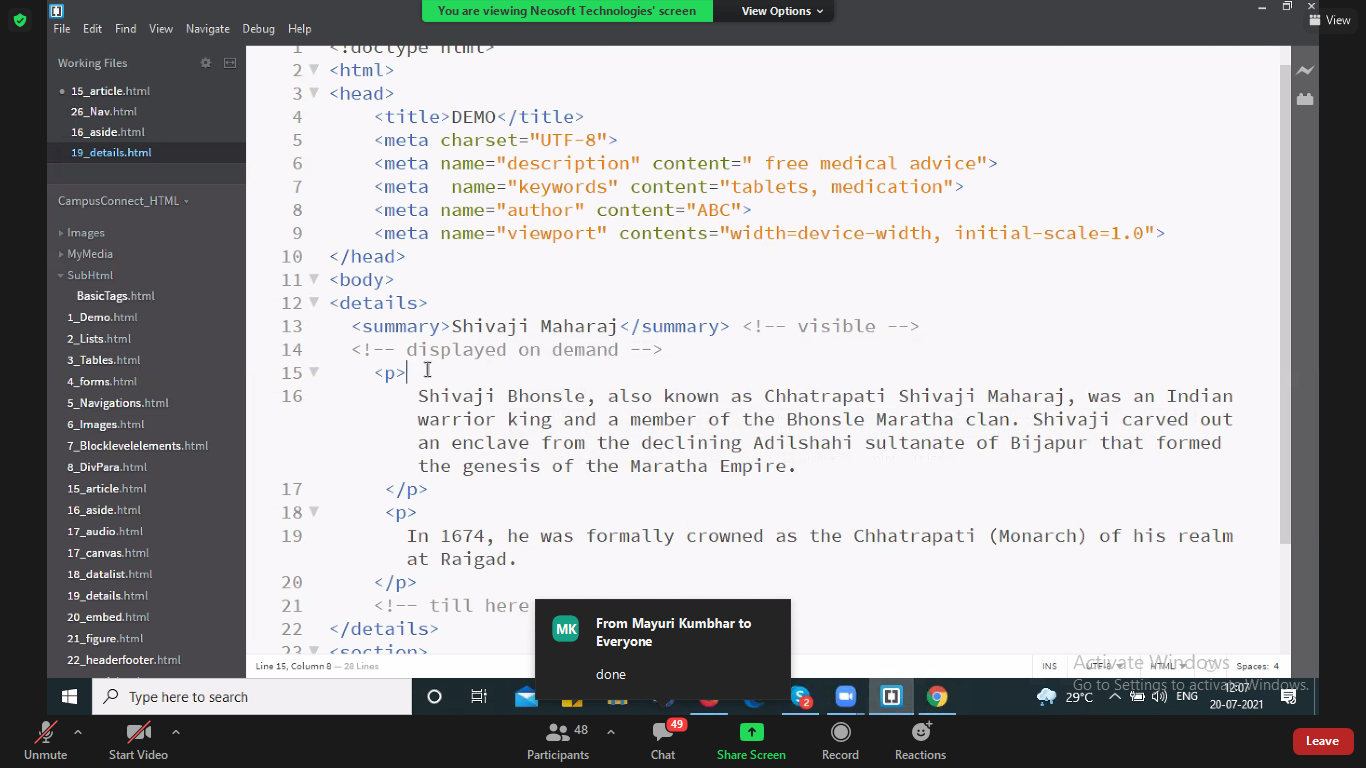 You are viewing Neosoft Technologies' screen
View Options
View
File Edit Find View Navigate Debug Help
Working Files
15_article.html
26_Nav.html
16_aside.html
19_details.html
CampusConnect_HTML
Images
MyMedia
SubHtml
BasicTags.html
1_Demo.html
2_Lists.html
3_Tables.html
4_forms.html
5_Navigations.html
6_Images.html
7_Blocklevelelements.html
8_DivPara.html
15_article.html
16_aside.html
17_audio.html
17_canvas.html
18_datalist.html
19_details.html
20_embed.html
21_figure.html
22_headerfooter.html
1 <!doctype html>
2 <html>
3 <head>
4 <title>DEMO</title>
5 <meta charset="UTF-8">
6 <meta name="description" content=" free medical advice">
7 <meta  name="keywords" content="tablets, medication">
8 <meta name="author" content="ABC">
9 <meta name="viewport" contents="width=device-width, initial-scale=1.0">
10 </head>
11 <body>
12 <details>
13 <summary>Shivaji Maharaj</summary> <!-- visible -->
14 <!-- displayed on demand -->
15 <p>
16 Shivaji Bhonsle, also known as Chhatrapati Shivaji Maharaj, was an Indian
warrior king and a member of the Bhonsle Maratha clan. Shivaji carved out
an enclave from the declining Adilshahi sultanate of Bijapur that formed
the genesis of the Maratha Empire.
17 </p>
18 <p>
19 In 1674, he was formally crowned as the Chhatrapati (Monarch) of his realm
at Raigad.
20 </p>
21 <!-- till here
22 </details>
23 <section>
Line 15, Column 8 — 28 Lines
INS UTF-8 HTML Spaces: 4
MK
From Mayuri Kumbhar to
Everyone
done
Activate Windows
Go to Settings to activate Windows.
Type here to search
2
29°C
ENG
12:07
20-07-2021
Unmute
Start Video
Participants
48
Chat
49
Share Screen
Record
Reactions
Leave